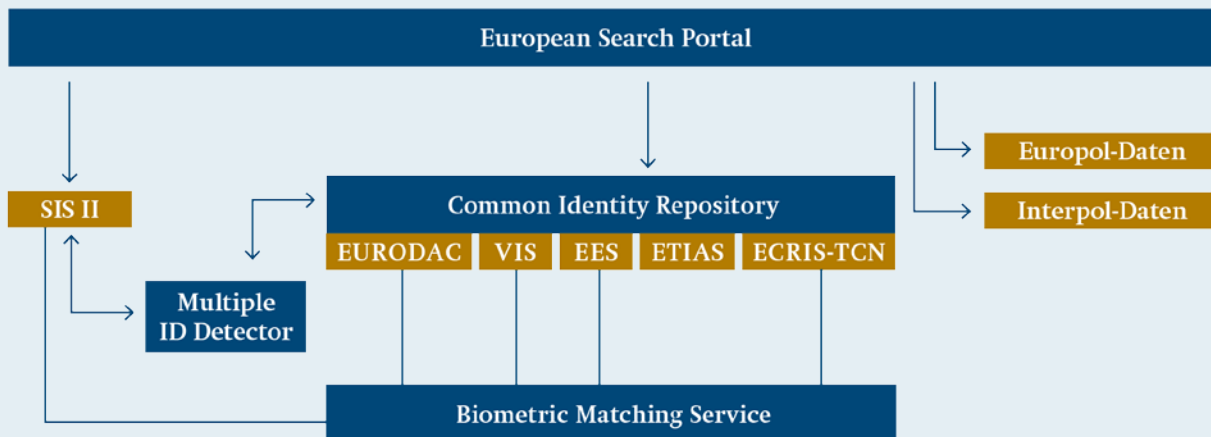 European Search Portal
Europol-Daten
SIS II
Common Identity Repository
Interpol-Daten
EURODAC
VIS
EES
ETIAS
ECRIS-TCN
Multiple
ID Detector
Biometric Matching Service